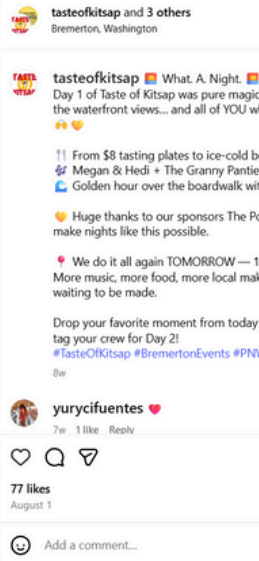 tasteofkitsap and 3 others
Bremerton, Washington
TASTE
KITSAP
tasteofkitsap 🌅 What. A. Night. 🌅
Day 1 of Taste of Kitsap was pure magic
the waterfront views... and all of YOU w
🙌 🧡
🍴 From $8 tasting plates to ice-cold b
🎶 Megan & Hedi + The Granny Pantie
🌊 Golden hour over the boardwalk wit
🧡 Huge thanks to our sponsors The Po
make nights like this possible.
📍 We do it all again TOMORROW — 1
More music, more food, more local mak
waiting to be made.
Drop your favorite moment from today
tag your crew for Day 2!
#TasteOfKitsap #BremertonEvents #PNW
8w
yurycifuentes ❤️
7w 1 like Reply
77 likes
August 1
Add a comment...